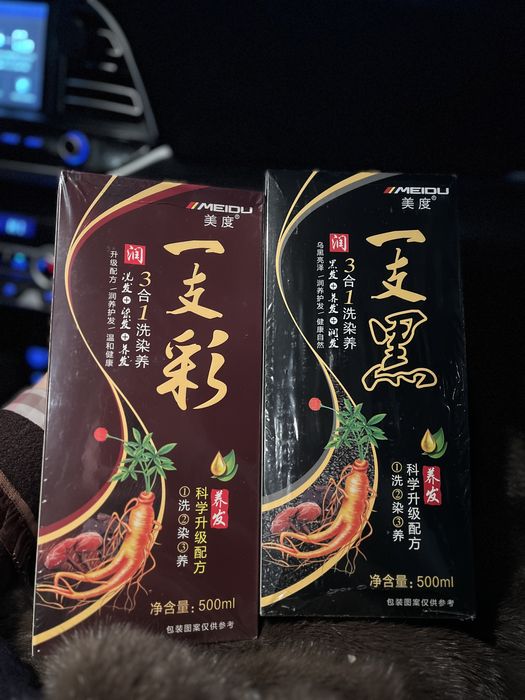 MEIDU
美度®
一支彩
润
3合1洗染养
洗发+染发+养发
升级配方|润养护发|温和健康
养发
科学升级配方
①洗②染③养
净含量：500ml
包装图案仅供参考
MEIDU
美度®
一支黑
润
3合1洗染养
黑发+养发+润发
乌黑亮泽|润养护发|健康自然
养发
科学升级配方
①洗②染③养
净含量：500ml
包装图案仅供参考